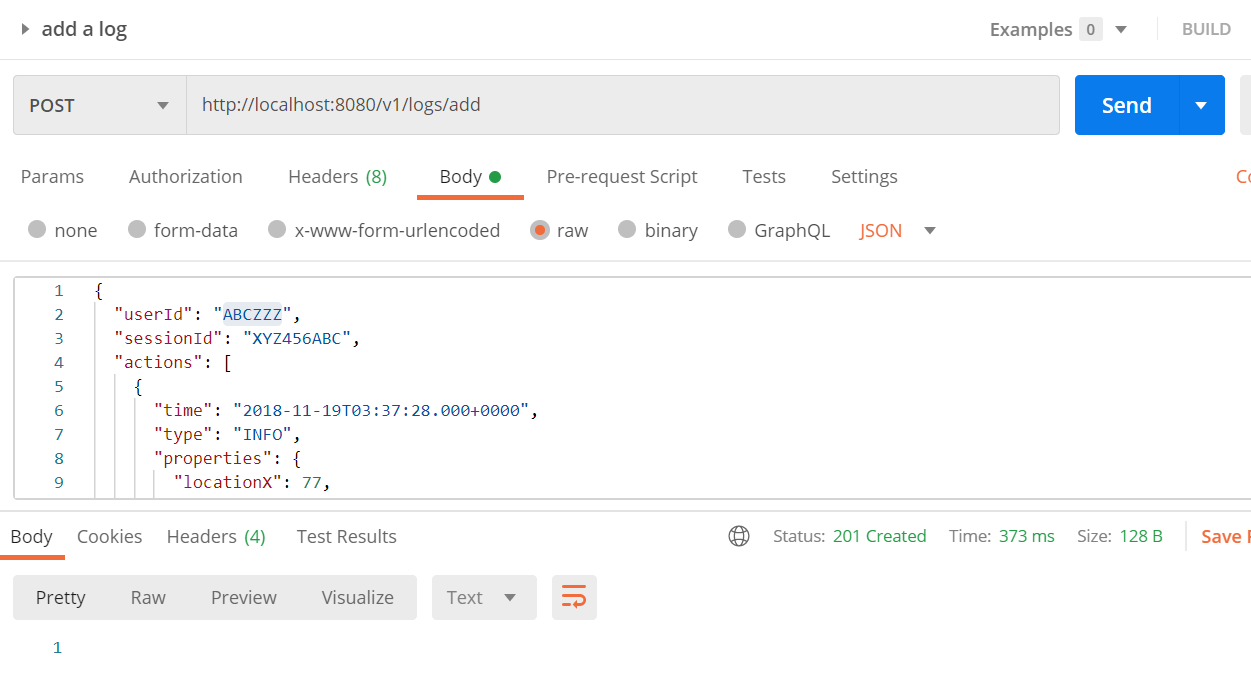 add a log Examples 0 BUILD
POST http://localhost:8080/v1/logs/add Send
Params Authorization Headers (8) Body Pre-request Script Tests Settings Co
none form-data x-www-form-urlencoded raw binary GraphQL JSON
1 {
2 "userId": "ABCZZZ",
3 "sessionId": "XYZ456ABC",
4 "actions": [
5 {
6 "time": "2018-11-19T03:37:28.000+0000",
7 "type": "INFO",
8 "properties": {
9 "locationX": 77,
Body Cookies Headers (4) Test Results Status: 201 Created Time: 373 ms Size: 128 B Save
Pretty Raw Preview Visualize Text
1